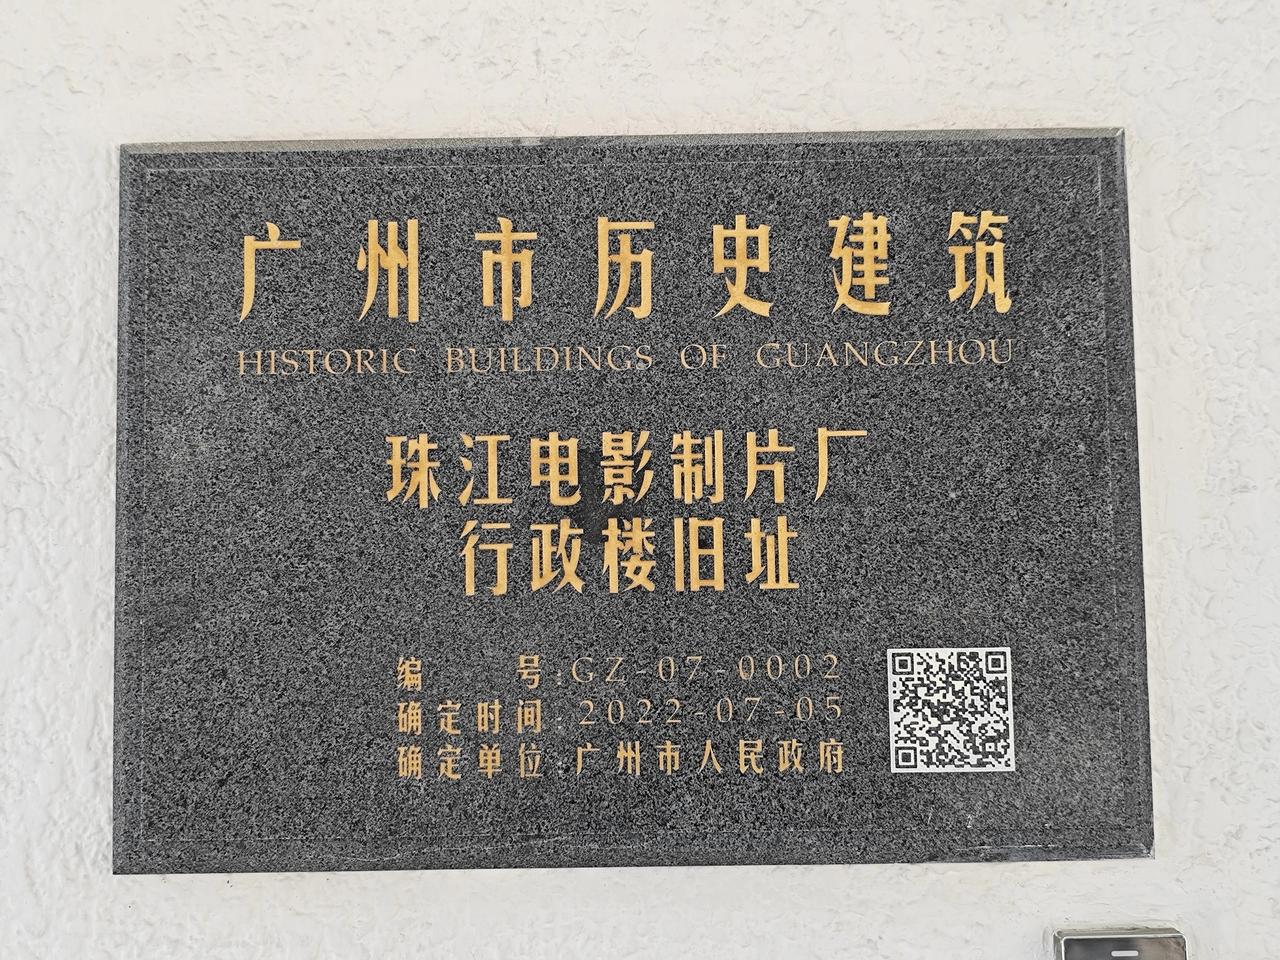 广州市历史建筑
HISTORIC BUILDINGS OF GUANGZHOU
珠江电影制片厂
行政楼旧址
编号:GZ-07-0002
确定时间:2022-07-05
确定单位:广州市人民政府